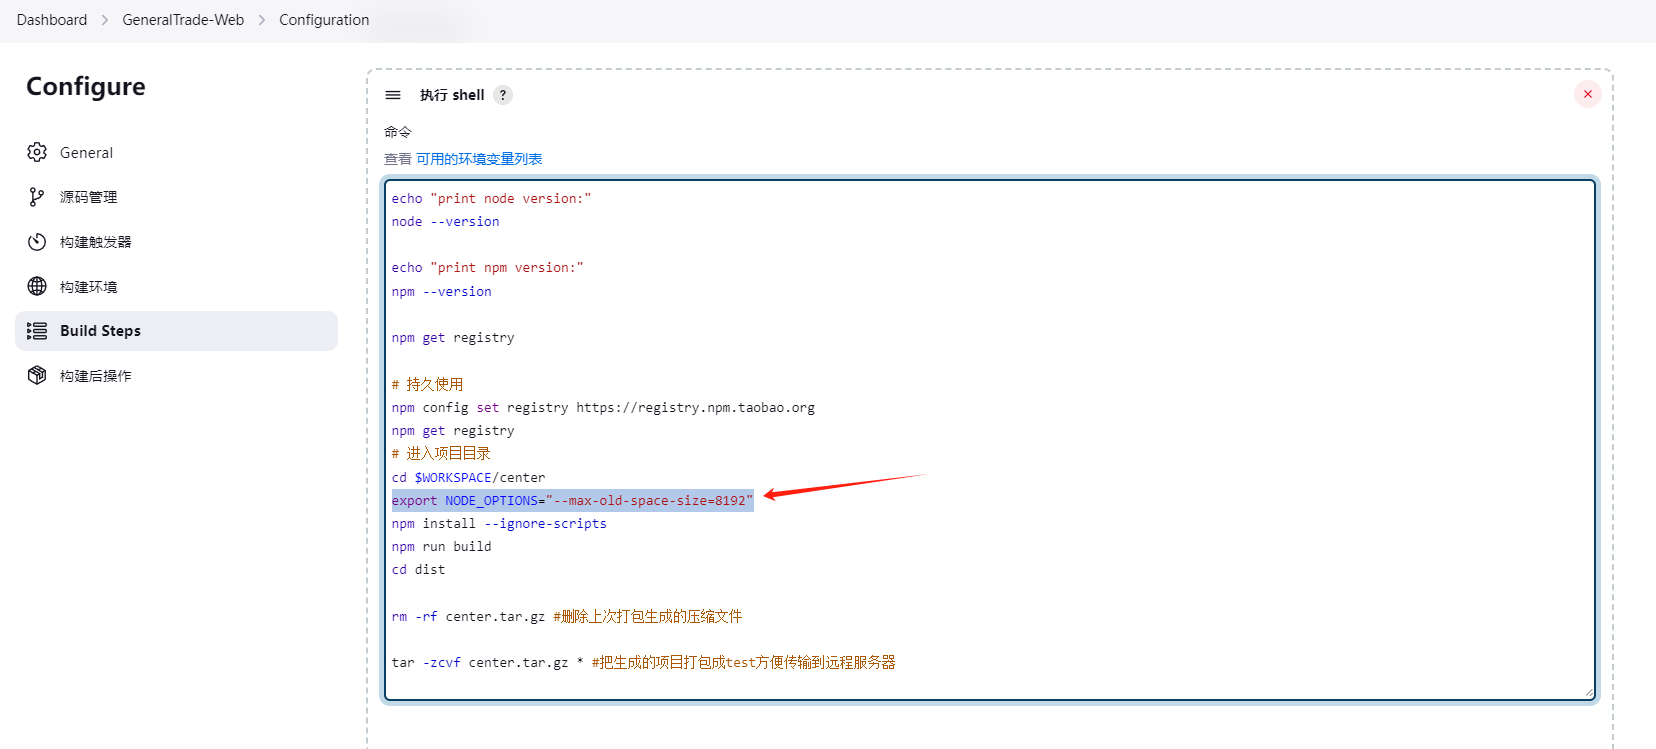 Dashboard > GeneralTrade-Web > Configuration
Configure
General
源码管理
构建触发器
构建环境
Build Steps
构建后操作
执行 shell ?
命令
查看 可用的环境变量列表
echo "print node version:"
node --version
echo "print npm version:"
npm --version
npm get registry
# 持久使用
npm config set registry https://registry.npm.taobao.org
npm get registry
# 进入项目目录
cd $WORKSPACE/center
export NODE_OPTIONS="--max-old-space-size=8192"
npm install --ignore-scripts
npm run build
cd dist
rm -rf center.tar.gz #删除上次打包生成的压缩文件
tar -zcvf center.tar.gz * #把生成的项目打包成test方便传输到远程服务器